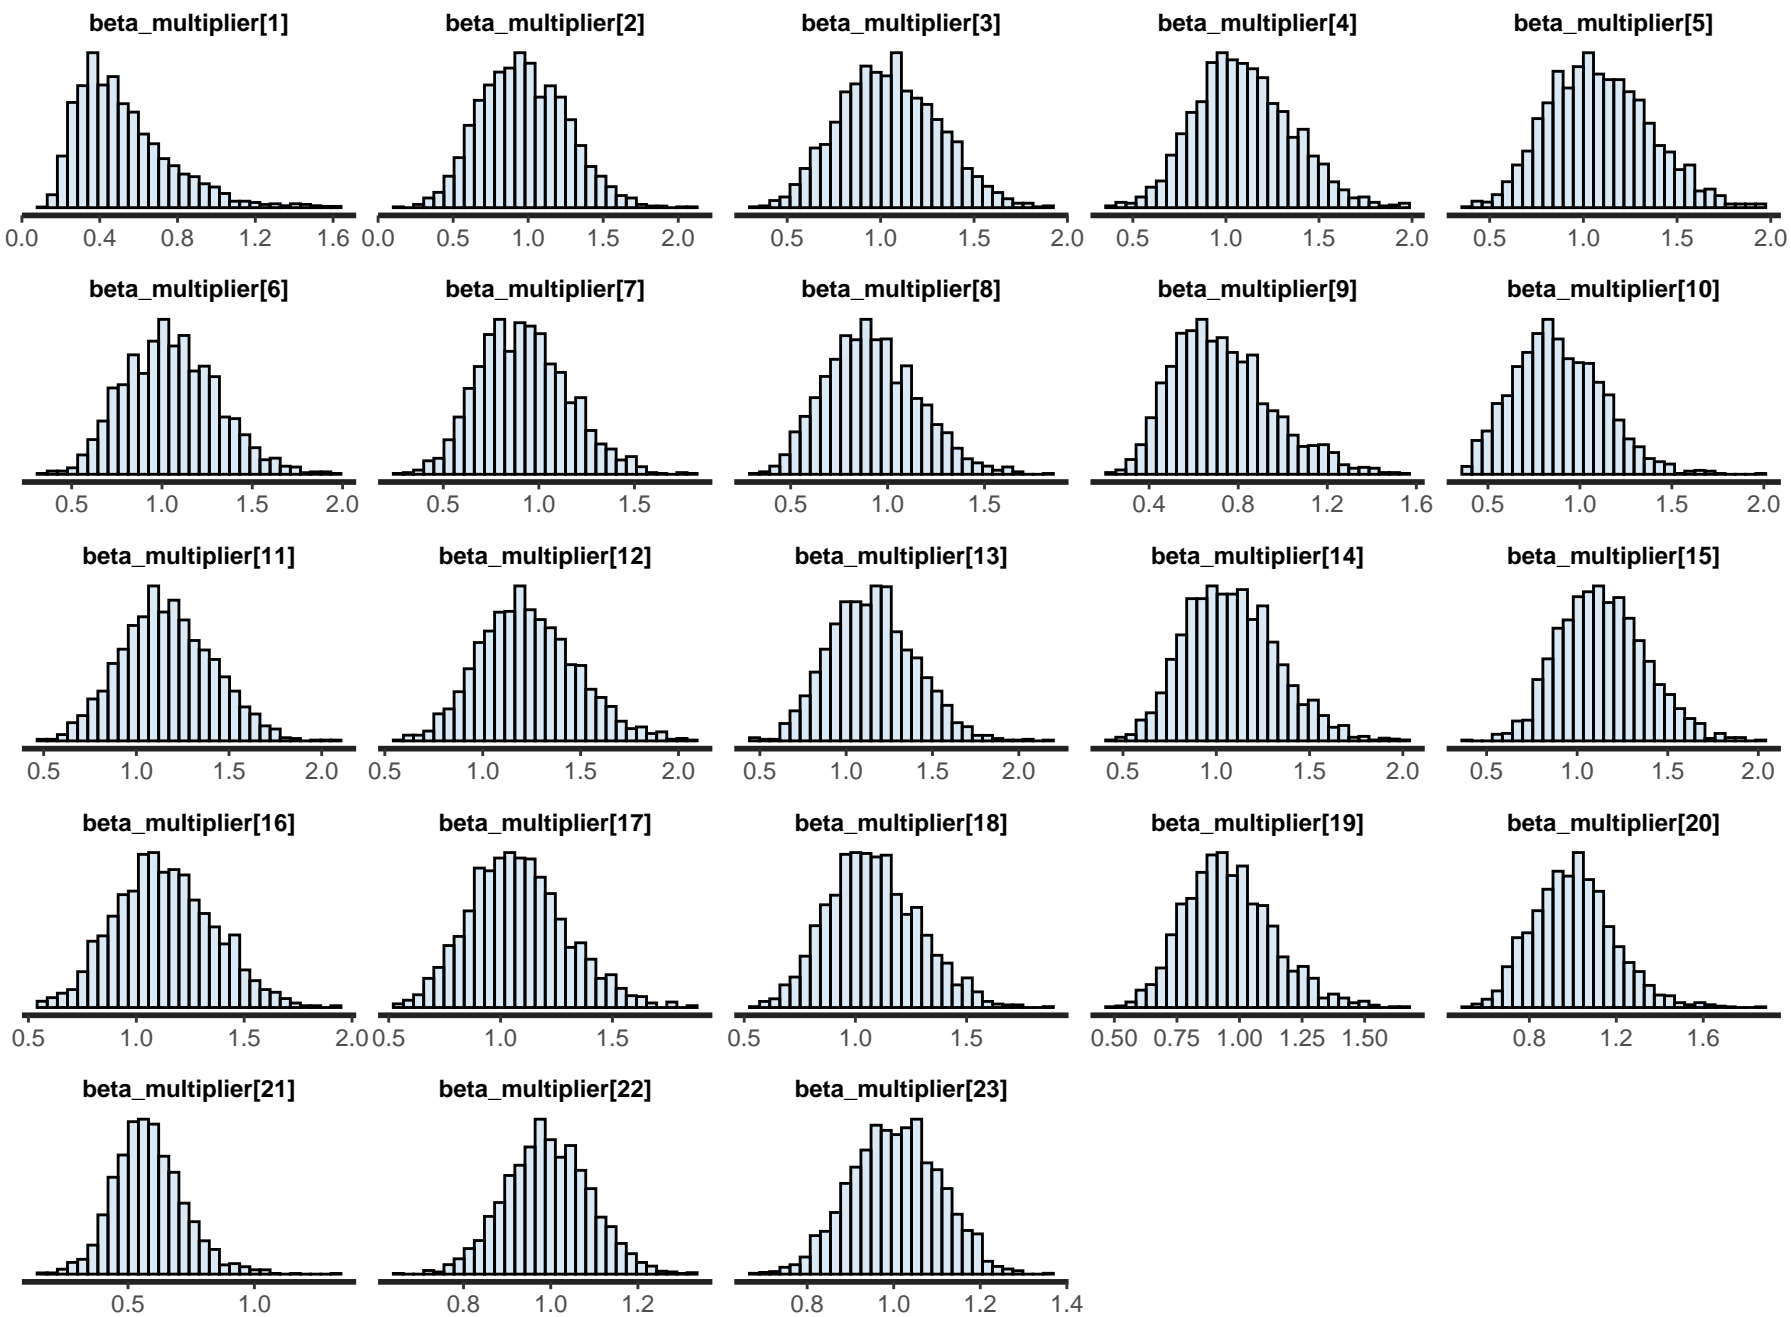 beta_multiplier[1] beta_multiplier[2] beta_multiplier[3] beta_multiplier[4] beta_multiplier[5]
0.0 0.4 0.8 1.2 1.6 0.0 0.5 1.0 1.5 2.0 0.5 1.0 1.5 2.0 0.5 1.0 1.5 2.0 0.5 1.0 1.5 2.0
beta_multiplier[6] beta_multiplier[7] beta_multiplier[8] beta_multiplier[9] beta_multiplier[10]
0.5 1.0 1.5 2.0 0.5 1.0 1.5 0.5 1.0 1.5 0.4 0.8 1.2 1.6 0.5 1.0 1.5 2.0
beta_multiplier[11] beta_multiplier[12] beta_multiplier[13] beta_multiplier[14] beta_multiplier[15]
0.5 1.0 1.5 2.0 0.5 1.0 1.5 2.0 0.5 1.0 1.5 2.0 0.5 1.0 1.5 2.0 0.5 1.0 1.5 2.0
beta_multiplier[16] beta_multiplier[17] beta_multiplier[18] beta_multiplier[19] beta_multiplier[20]
0.5 1.0 1.5 2.0 0.5 1.0 1.5 0.5 1.0 1.5 0.50 0.75 1.00 1.25 1.50 0.8 1.2 1.6
beta_multiplier[21] beta_multiplier[22] beta_multiplier[23]
0.5 1.0 0.8 1.0 1.2 0.8 1.0 1.2 1.4